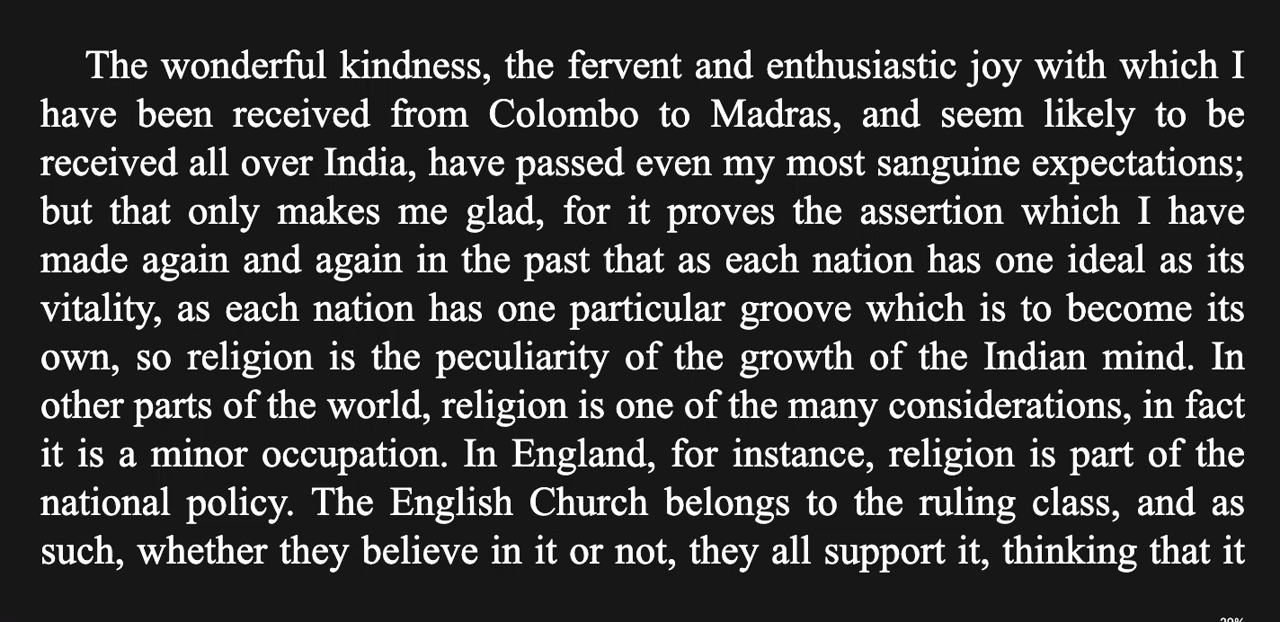 The wonderful kindness, the fervent and enthusiastic joy with which I
have been received from Colombo to Madras, and seem likely to be
received all over India, have passed even my most sanguine expectations;
but that only makes me glad, for it proves the assertion which I have
made again and again in the past that as each nation has one ideal as its
vitality, as each nation has one particular groove which is to become its
own, so religion is the peculiarity of the growth of the Indian mind. In
other parts of the world, religion is one of the many considerations, in fact
it is a minor occupation. In England, for instance, religion is part of the
national policy. The English Church belongs to the ruling class, and as
such, whether they believe in it or not, they all support it, thinking that it